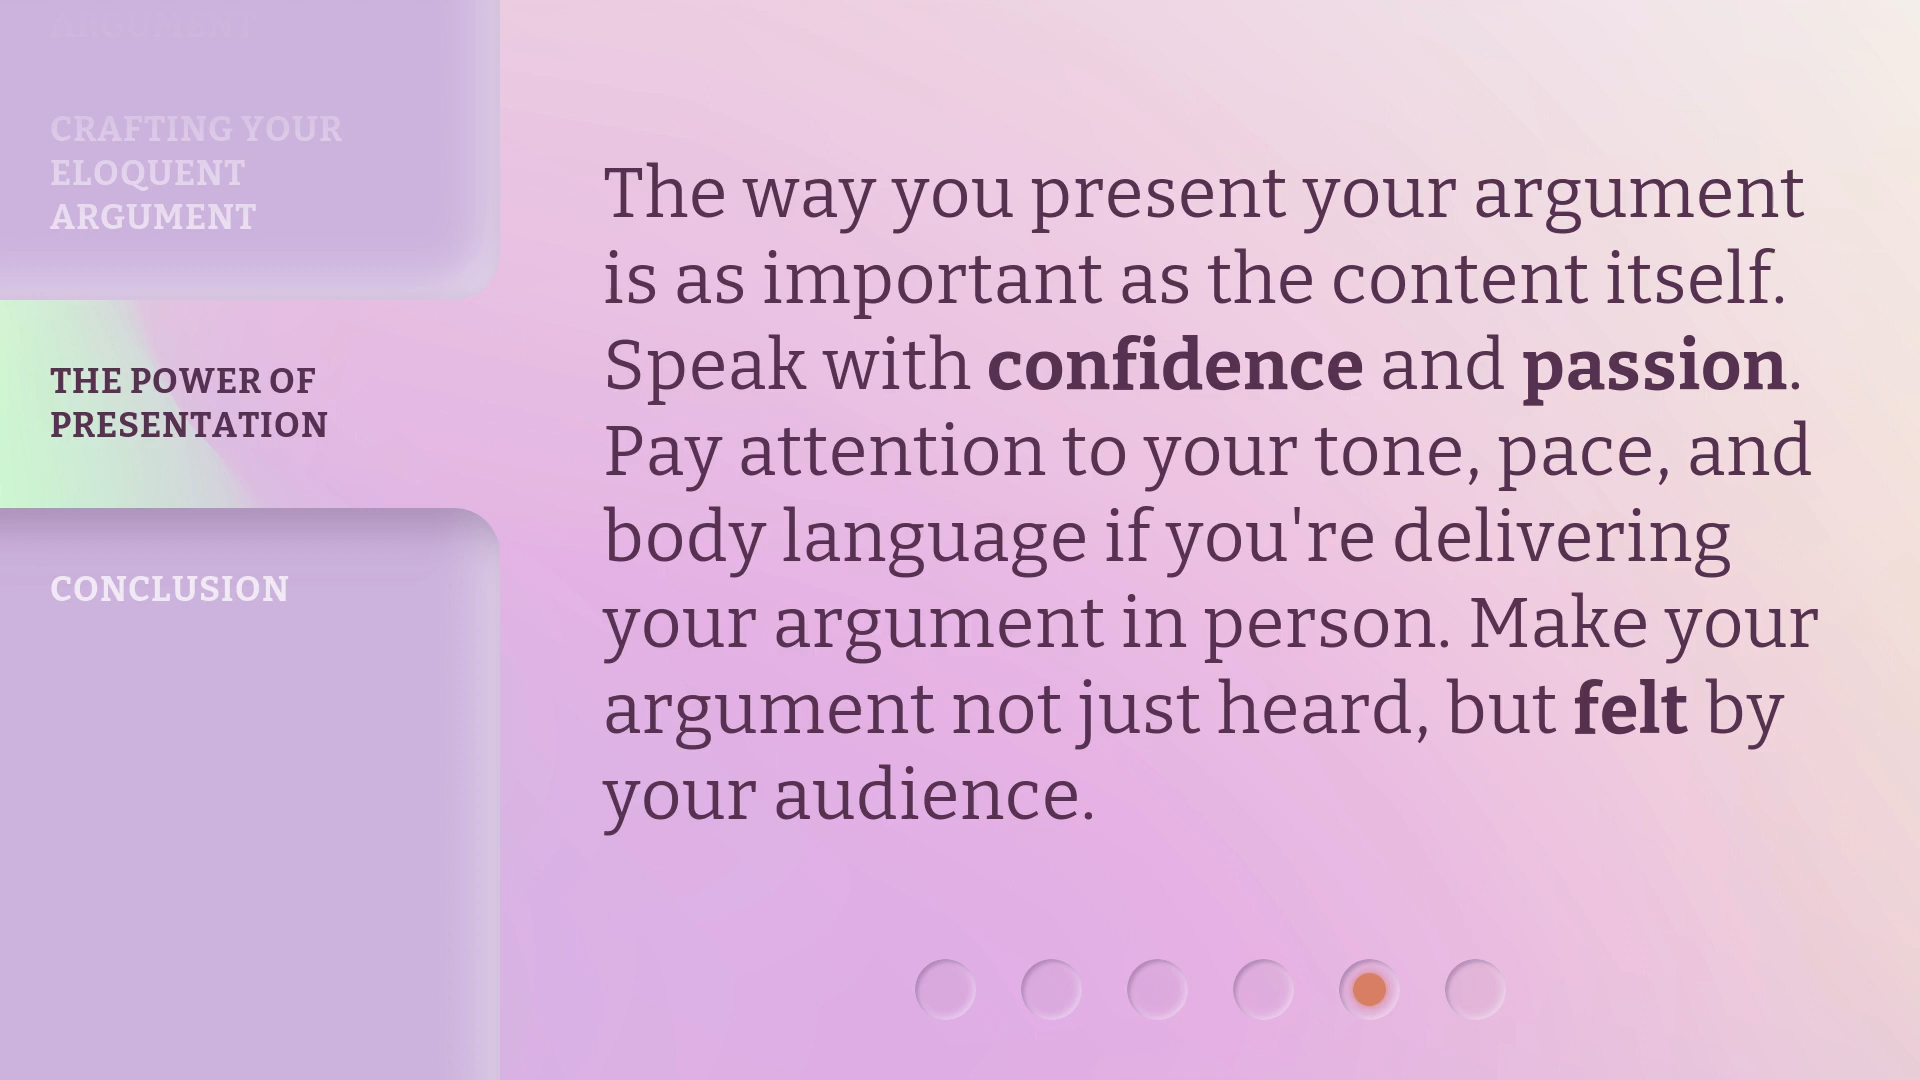 ARGUMENT
CRAFTING YOUR
ELOQUENT
ARGUMENT
THE POWER OF
PRESENTATION
CONCLUSION
The way you present your argument
is as important as the content itself.
Speak with confidence and passion.
Pay attention to your tone, pace, and
body language if you're delivering
your argument in person. Make your
argument not just heard, but felt by
your audience.